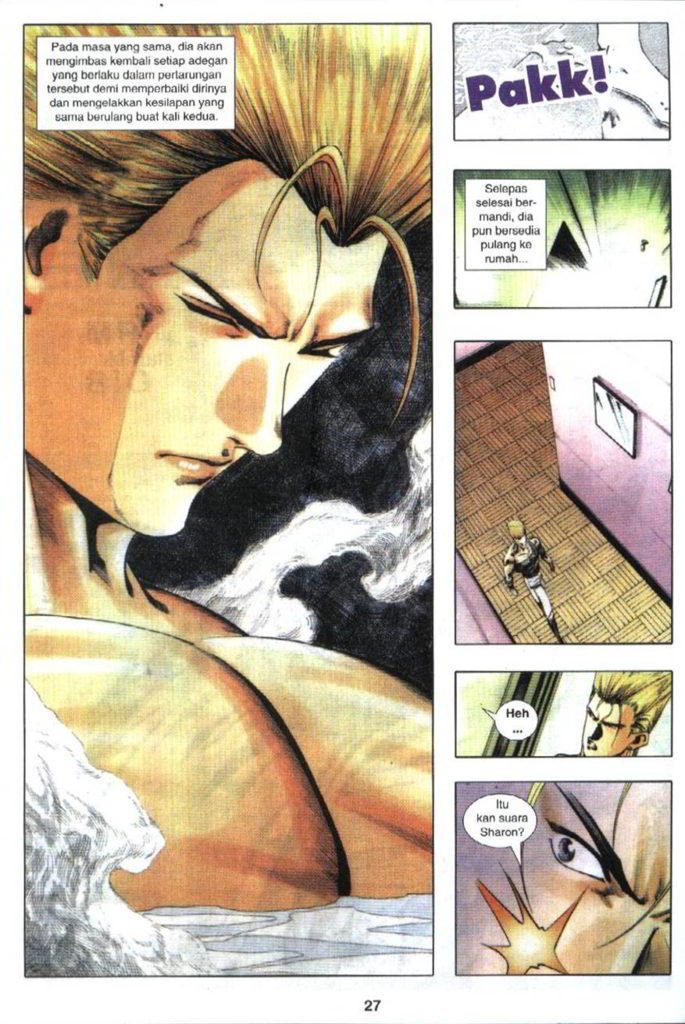 Pada masa yang sama, dia akan
mengimbas kembali setiap adegan
yang berlaku dalam pertarungan
tersebut demi memperbaiki dirinya
dan mengelakkan kesilapan yang
sama berulang buat kali kedua.
Pakk!
Selepas
selesai ber-
mandi, dia
pun bersedia
pulang ke
rumah...
Heh
...
Itu
kan suara
Sharon?
27